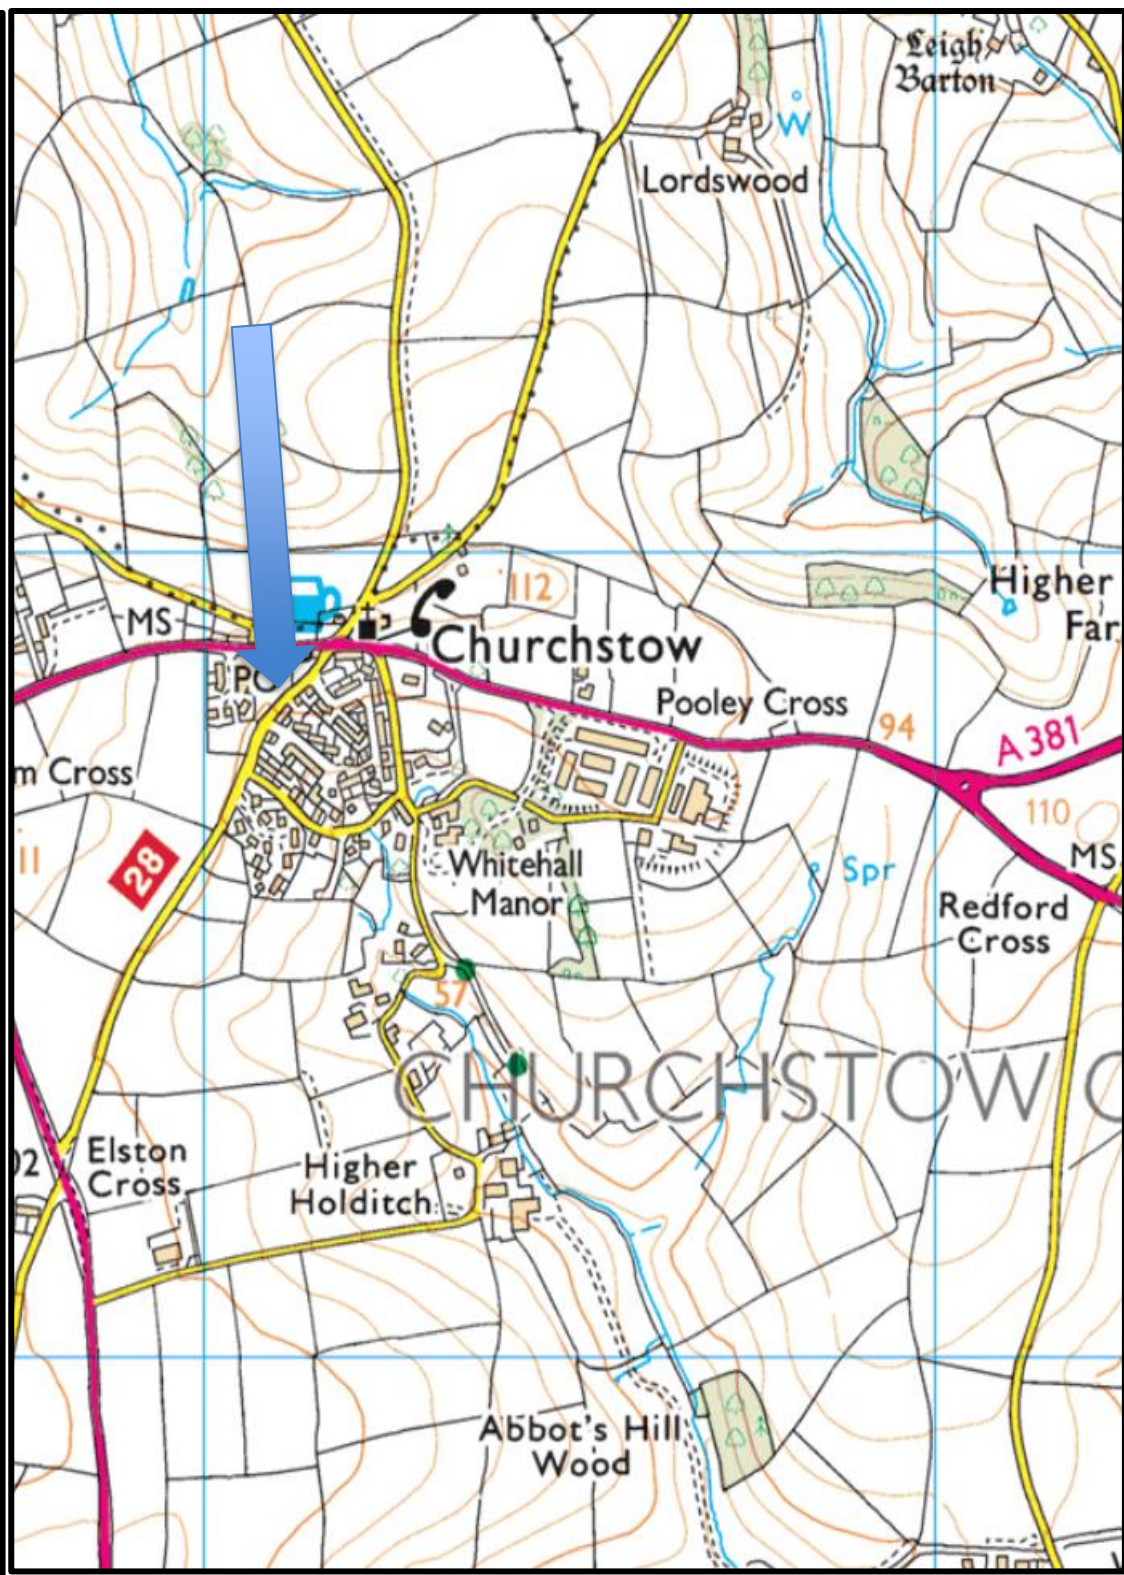 Leigh
Barton
W
Lordswood
112
MS
Higher
Far
Churchstow
PO
Pooley Cross
94
A 381
m Cross
110
11
28
Whitehall
Manor
Spr
MS
Redford
Cross
57
CHURCHSTOW C
02
Elston
Cross
Higher
Holditch
Abbot's Hill
Wood